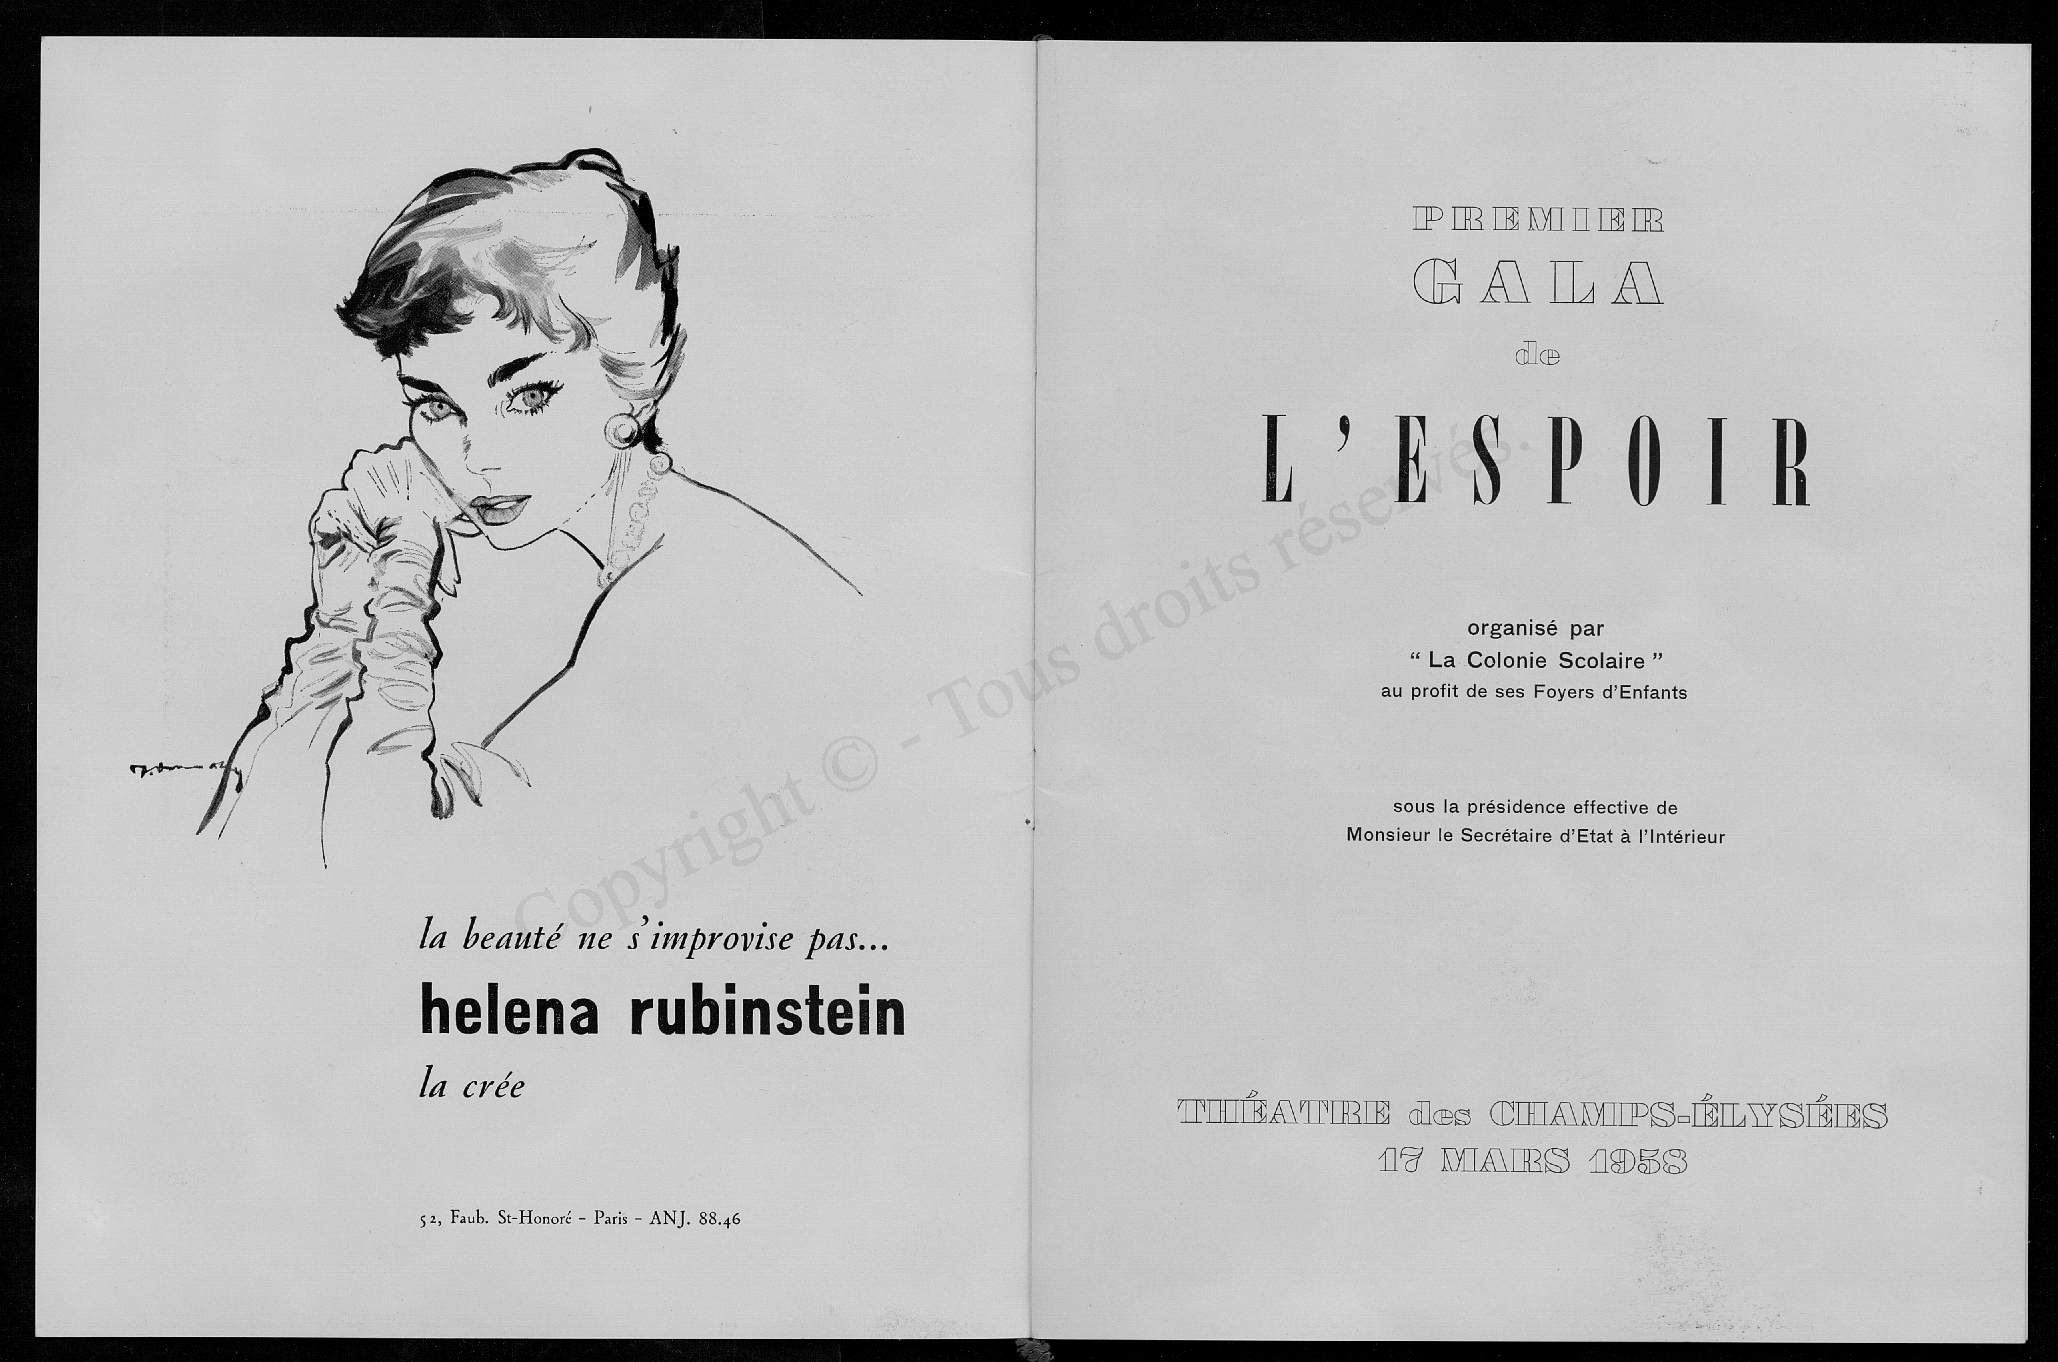 la beauté ne s'improvise pas...
helena rubinstein
la crée
52, Faub. St-Honoré - Paris - ANJ. 88.46
PREMIER
GALA
de
L'ESPOIR
organisé par
“ La Colonie Scolaire ”
au profit de ses Foyers d'Enfants
sous la présidence effective de
Monsieur le Secrétaire d'Etat à l'Intérieur
THÉATRE des CHAMPS-ÉLYSÉES
17 MARS 1958
Copyright © - Tous droits réservés.